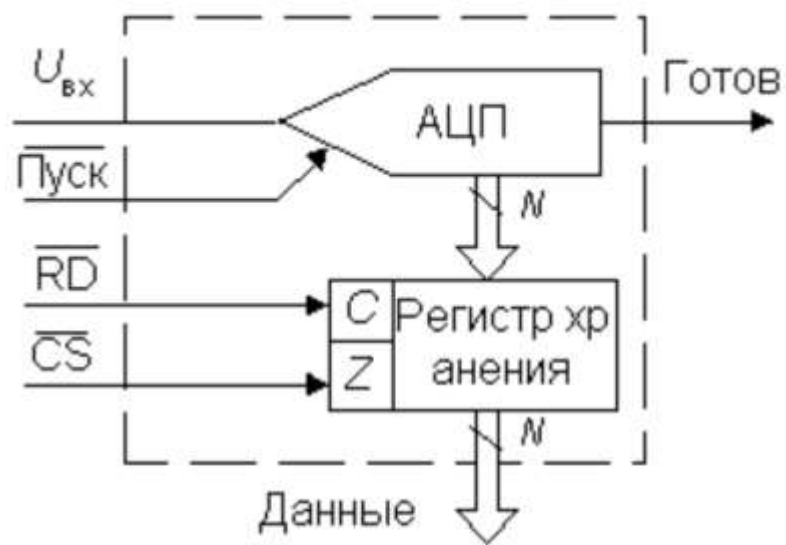 Uвх
АЦП
Готов
Пуск
N
RD
C
Регистр хр
анения
CS
Z
N
Данные